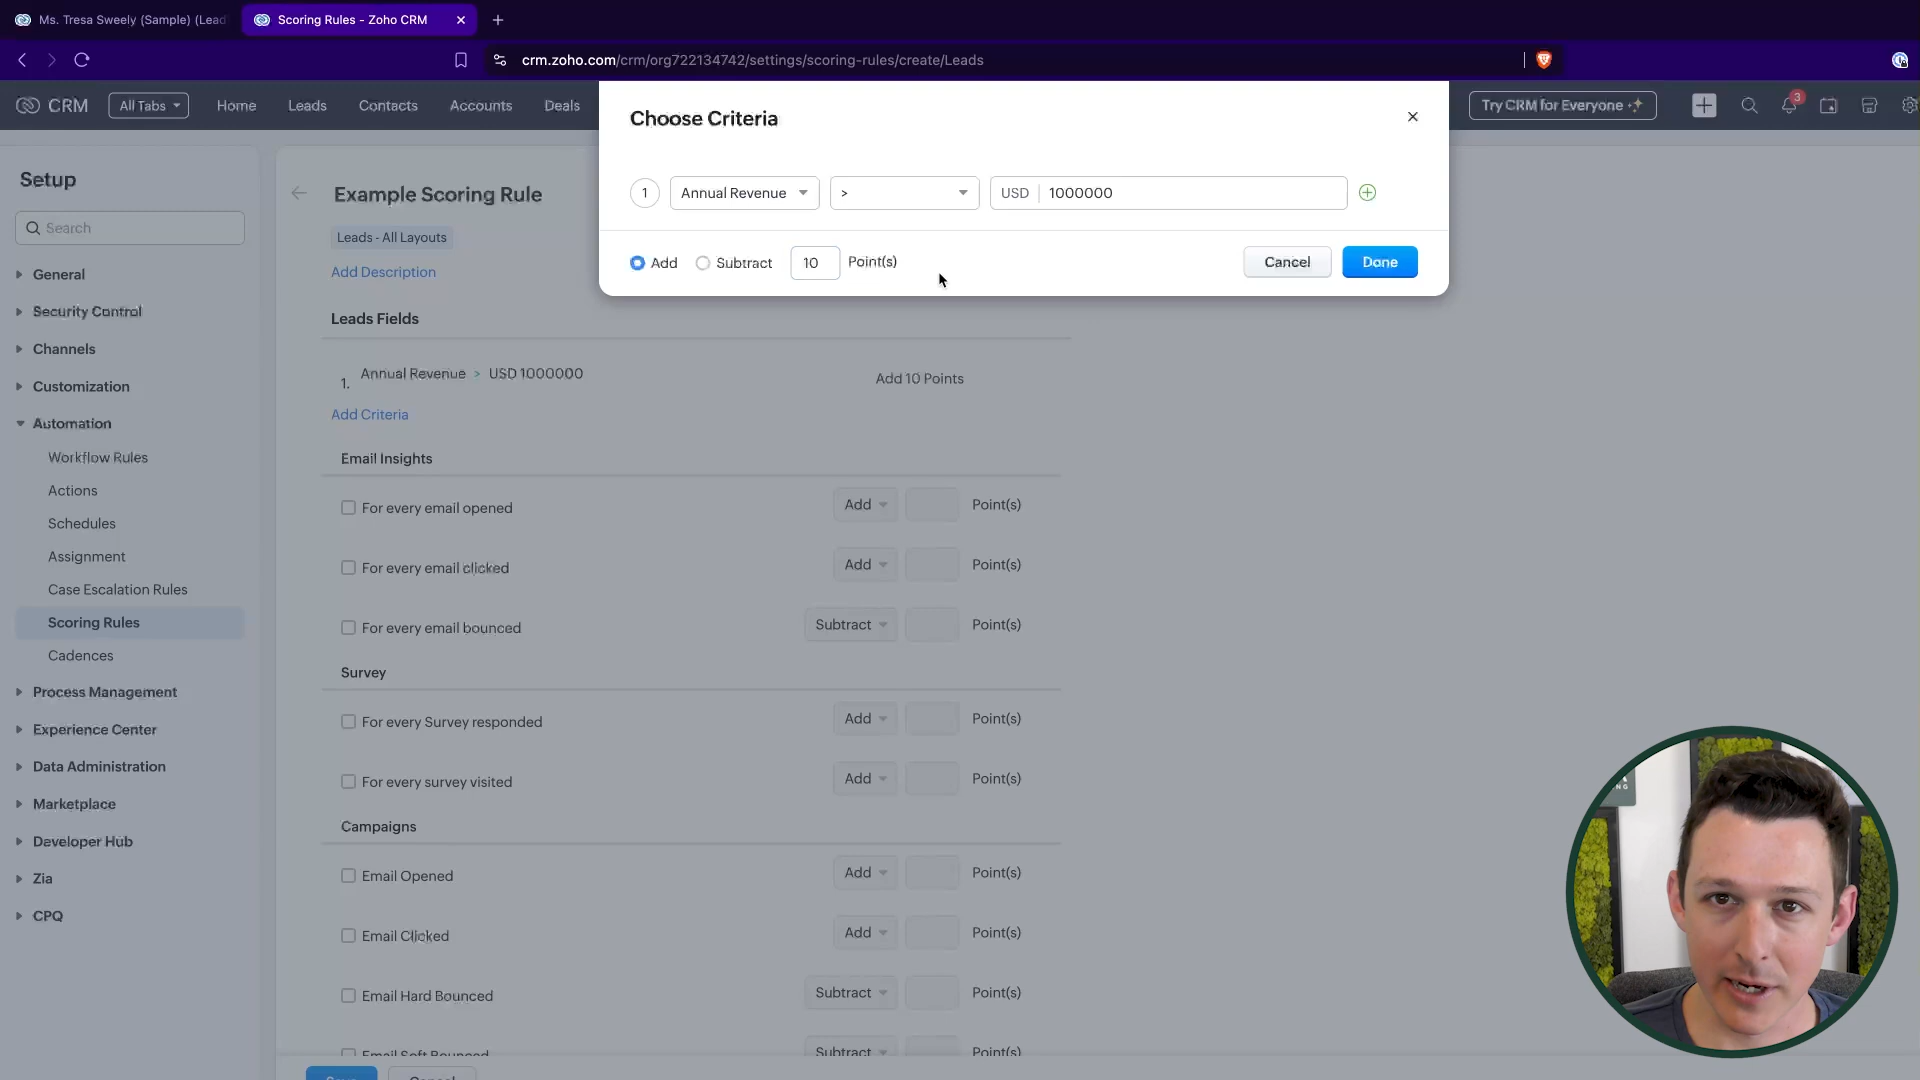 Ms. Tresa Sweely (Sample) (Lead
Scoring Rules - Zoho CRM
crm.zoho.com/crm/org722134742/settings/scoring-rules/create/Leads
CRM
All Tabs
Home
Leads
Contacts
Accounts
Deals
Try CRM for Everyone
3
Choose Criteria
1
Annual Revenue
>
USD
1000000
Add
Subtract
10
Point(s)
Cancel
Done
Setup
Search
General
Security Control
Channels
Customization
Automation
Workflow Rules
Actions
Schedules
Assignment
Case Escalation Rules
Scoring Rules
Cadences
Process Management
Experience Center
Data Administration
Marketplace
Developer Hub
Zia
CPQ
Example Scoring Rule
Leads - All Layouts
Add Description
Leads Fields
1. Annual Revenue > USD 1000000 Add 10 Points
Add Criteria
Email Insights
For every email opened Add Point(s)
For every email clicked Add Point(s)
For every email bounced Subtract Point(s)
Survey
For every Survey responded Add Point(s)
For every survey visited Add Point(s)
Campaigns
Email Opened Add Point(s)
Email Clicked Add Point(s)
Email Hard Bounced Subtract Point(s)
Email Soft Bounced Subtract Point(s)
Save Cancel